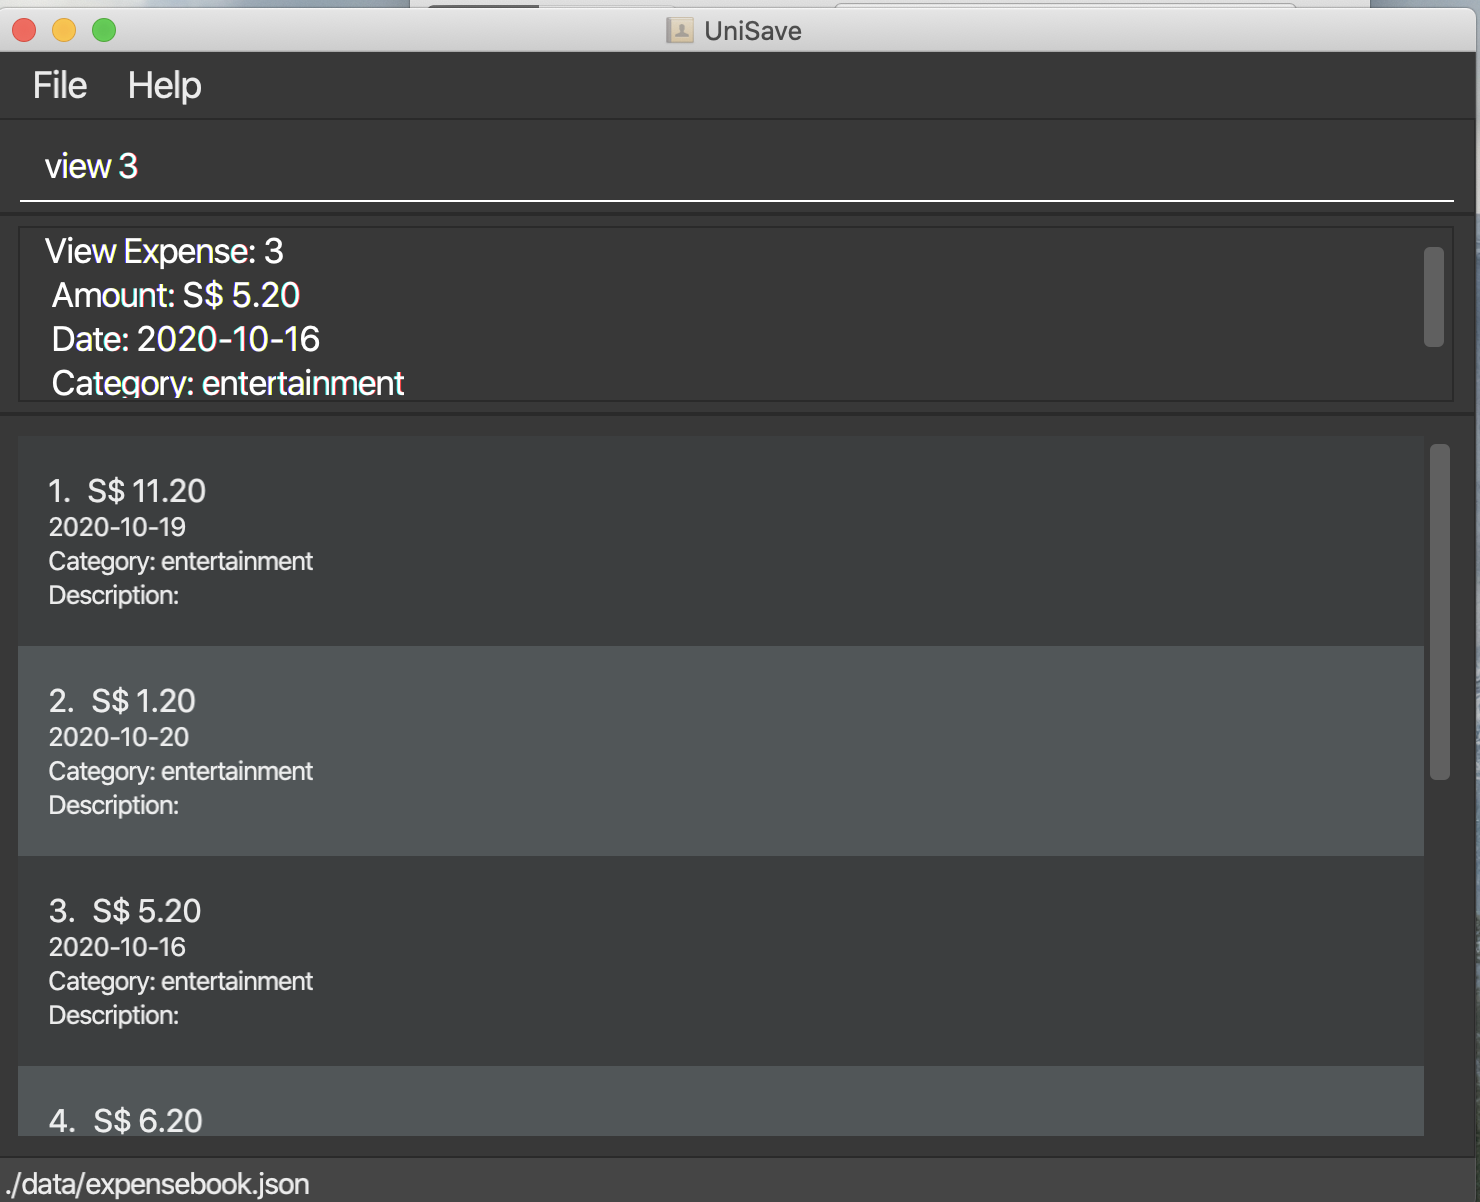 UniSave
File Help
view 3
View Expense: 3
Amount: S$ 5.20
Date: 2020-10-16
Category: entertainment
1. S$ 11.20
2020-10-19
Category: entertainment
Description:
2. S$ 1.20
2020-10-20
Category: entertainment
Description:
3. S$ 5.20
2020-10-16
Category: entertainment
Description:
4. S$ 6.20
./data/expensebook.json